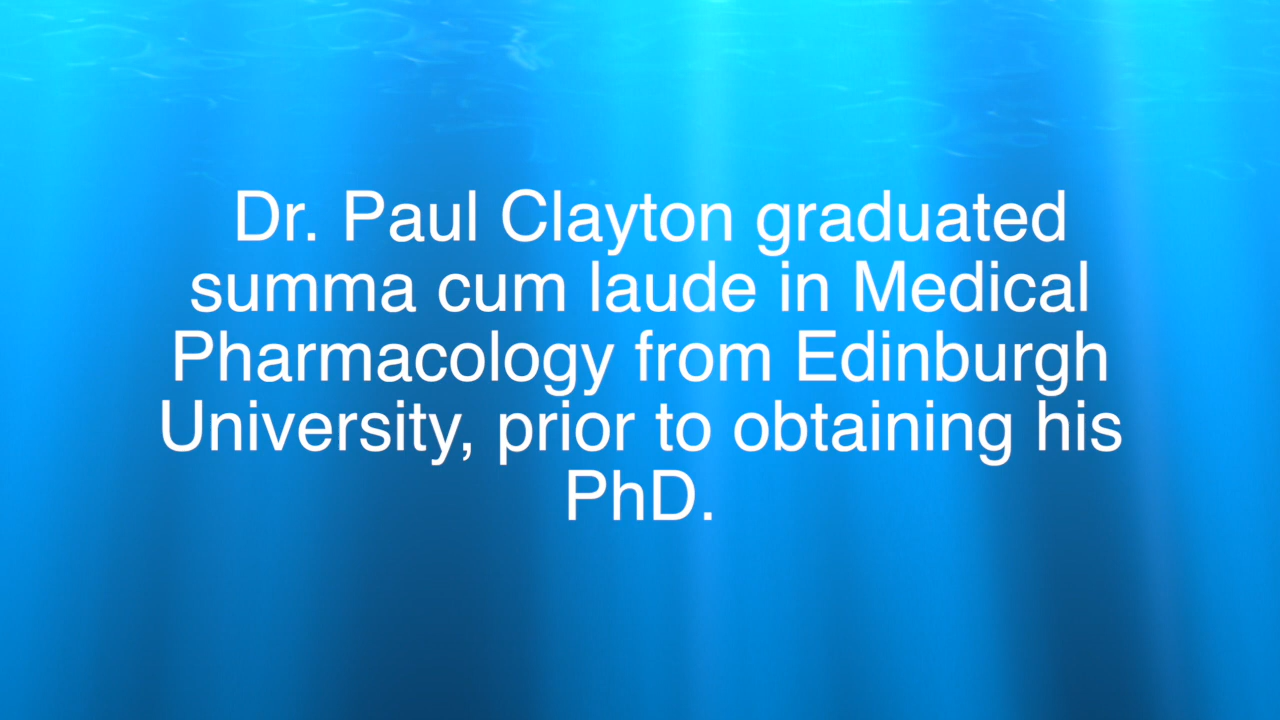 Dr. Paul Clayton graduated
summa cum laude in Medical
Pharmacology from Edinburgh
University, prior to obtaining his
PhD.